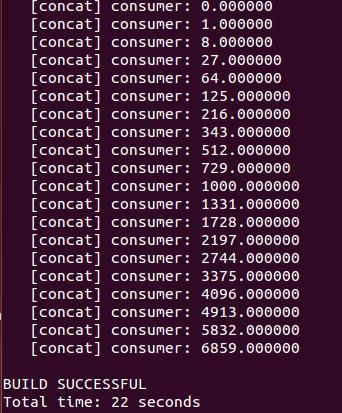 [concat] consumer: 0.000000
[concat] consumer: 1.000000
[concat] consumer: 8.000000
[concat] consumer: 27.000000
[concat] consumer: 64.000000
[concat] consumer: 125.000000
[concat] consumer: 216.000000
[concat] consumer: 343.000000
[concat] consumer: 512.000000
[concat] consumer: 729.000000
[concat] consumer: 1000.000000
[concat] consumer: 1331.000000
[concat] consumer: 1728.000000
[concat] consumer: 2197.000000
[concat] consumer: 2744.000000
[concat] consumer: 3375.000000
[concat] consumer: 4096.000000
[concat] consumer: 4913.000000
[concat] consumer: 5832.000000
[concat] consumer: 6859.000000
BUILD SUCCESSFUL
Total time: 22 seconds